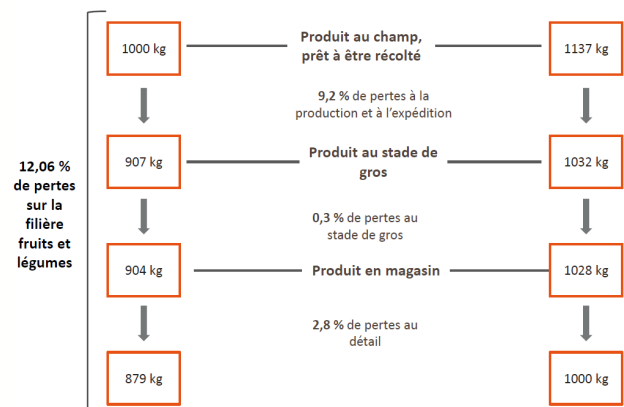 1000 kg
Produit au champ,
prêt à être récolté
1137 kg
9,2 % de pertes à la
production et à l'expédition
12,06 %
de pertes
sur la
filière
fruits et
légumes
907 kg
Produit au stade de
gros
1032 kg
0,3 % de pertes au
stade de gros
904 kg
Produit en magasin
1028 kg
2,8 % de pertes au
détail
879 kg
1000 kg